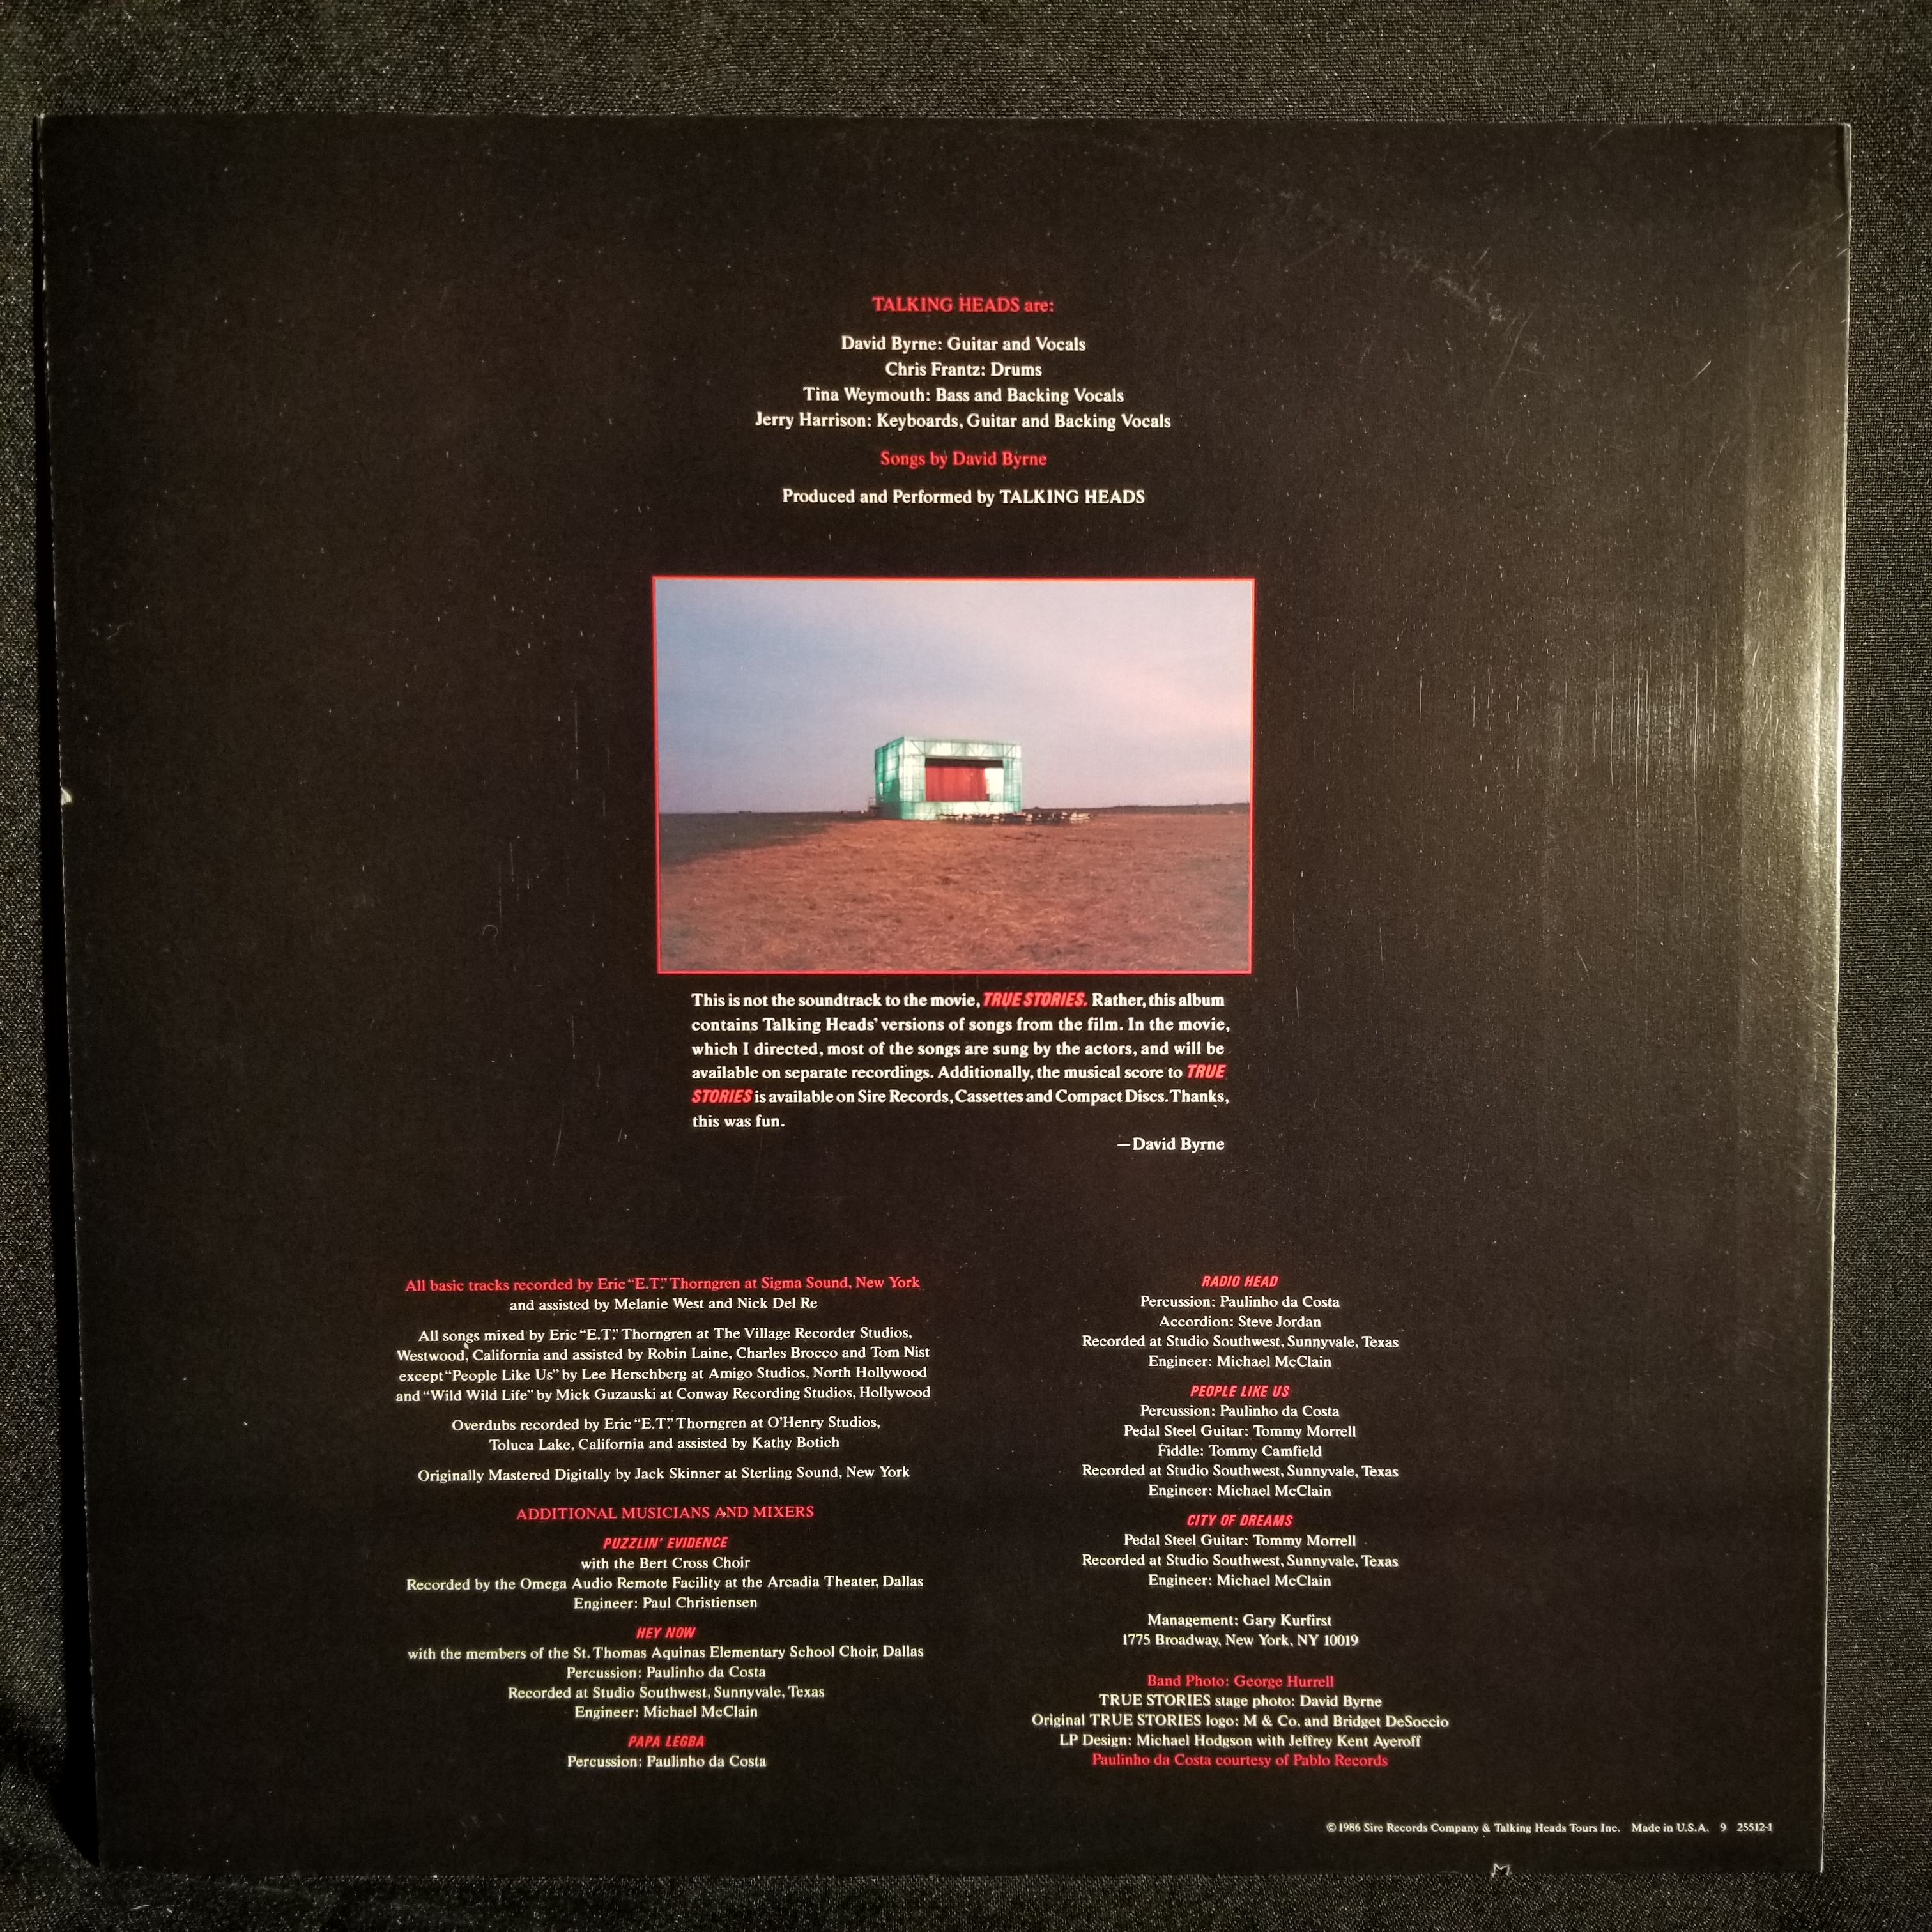 TALKING HEADS are:
David Byrne: Guitar and Vocals
Chris Frantz: Drums
Tina Weymouth: Bass and Backing Vocals
Jerry Harrison: Keyboards, Guitar and Backing Vocals
Songs by David Byrne
Produced and Performed by TALKING HEADS
This is not the soundtrack to the movie, TRUE STORIES. Rather, this album
contains Talking Heads' versions of songs from the film. In the movie,
which I directed, most of the songs are sung by the actors, and will be
available on separate recordings. Additionally, the musical score to TRUE
STORIES is available on Sire Records, Cassettes and Compact Discs. Thanks,
this was fun.
—David Byrne
All basic tracks recorded by Eric "E.T." Thorngren at Sigma Sound, New York
and assisted by Melanie West and Nick Del Re
All songs mixed by Eric "E.T." Thorngren at The Village Recorder Studios,
Westwood, California and assisted by Robin Laine, Charles Brocco and Tom Nist
except "People Like Us" by Lee Herschberg at Amigo Studios, North Hollywood
and "Wild Wild Life" by Mick Guzauski at Conway Recording Studios, Hollywood
Overdubs recorded by Eric "E.T." Thorngren at O'Henry Studios,
Toluca Lake, California and assisted by Kathy Botich
Originally Mastered Digitally by Jack Skinner at Sterling Sound, New York
ADDITIONAL MUSICIANS AND MIXERS
PUZZLIN' EVIDENCE
with the Bert Cross Choir
Recorded by the Omega Audio Remote Facility at the Arcadia Theater, Dallas
Engineer: Paul Christiensen
HEY NOW
with the members of the St. Thomas Aquinas Elementary School Choir, Dallas
Percussion: Paulinho da Costa
Recorded at Studio Southwest, Sunnyvale, Texas
Engineer: Michael McClain
PAPA LEGBA
Percussion: Paulinho da Costa
RADIO HEAD
Percussion: Paulinho da Costa
Accordion: Steve Jordan
Recorded at Studio Southwest, Sunnyvale, Texas
Engineer: Michael McClain
PEOPLE LIKE US
Percussion: Paulinho da Costa
Pedal Steel Guitar: Tommy Morrell
Fiddle: Tommy Camfield
Recorded at Studio Southwest, Sunnyvale, Texas
Engineer: Michael McClain
CITY OF DREAMS
Pedal Steel Guitar: Tommy Morrell
Recorded at Studio Southwest, Sunnyvale, Texas
Engineer: Michael McClain
Management: Gary Kurfirst
1775 Broadway, New York, NY 10019
Band Photo: George Hurrell
TRUE STORIES stage photo: David Byrne
Original TRUE STORIES logo: M & Co. and Bridget DeSoccio
LP Design: Michael Hodgson with Jeffrey Kent Ayeroff
Paulinho da Costa courtesy of Pablo Records
© 1986 Sire Records Company & Talking Heads Tours Inc. Made in U.S.A. 9 25512-1